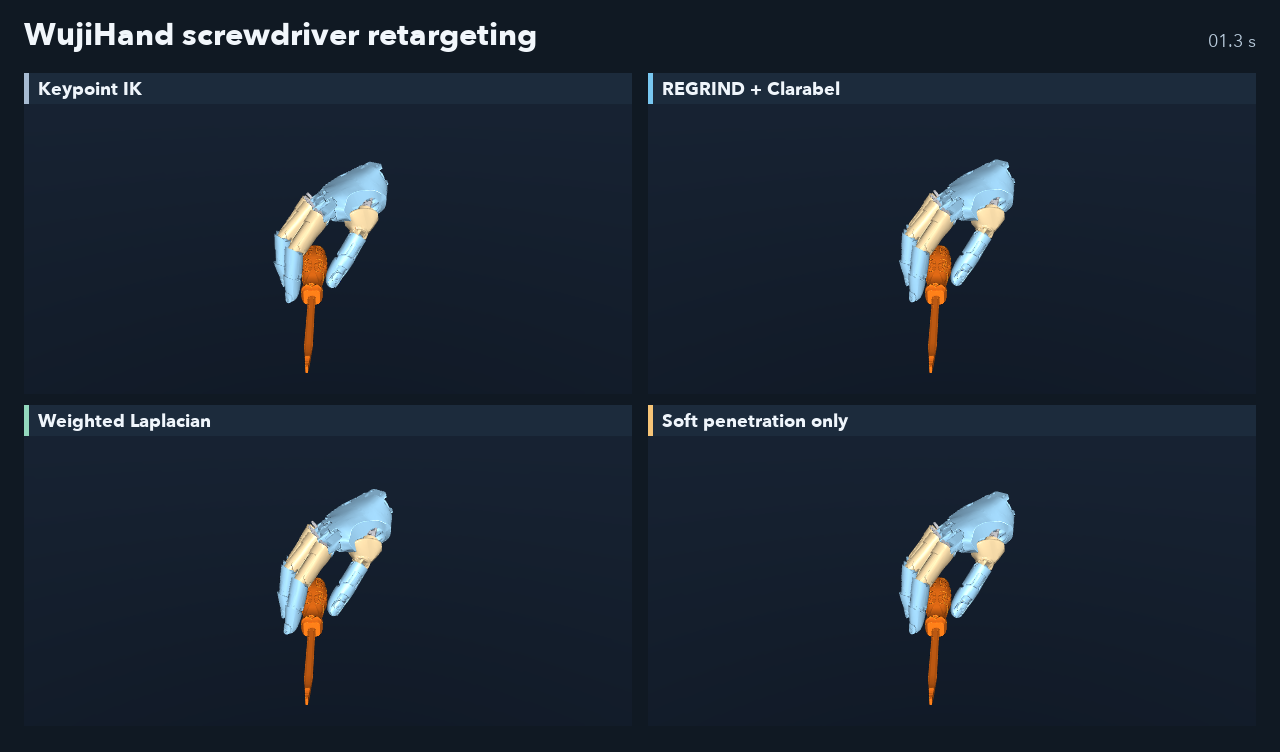 WujiHand screwdriver retargeting
01.3 s
Keypoint IK
REGRIND + Clarabel
Weighted Laplacian
Soft penetration only